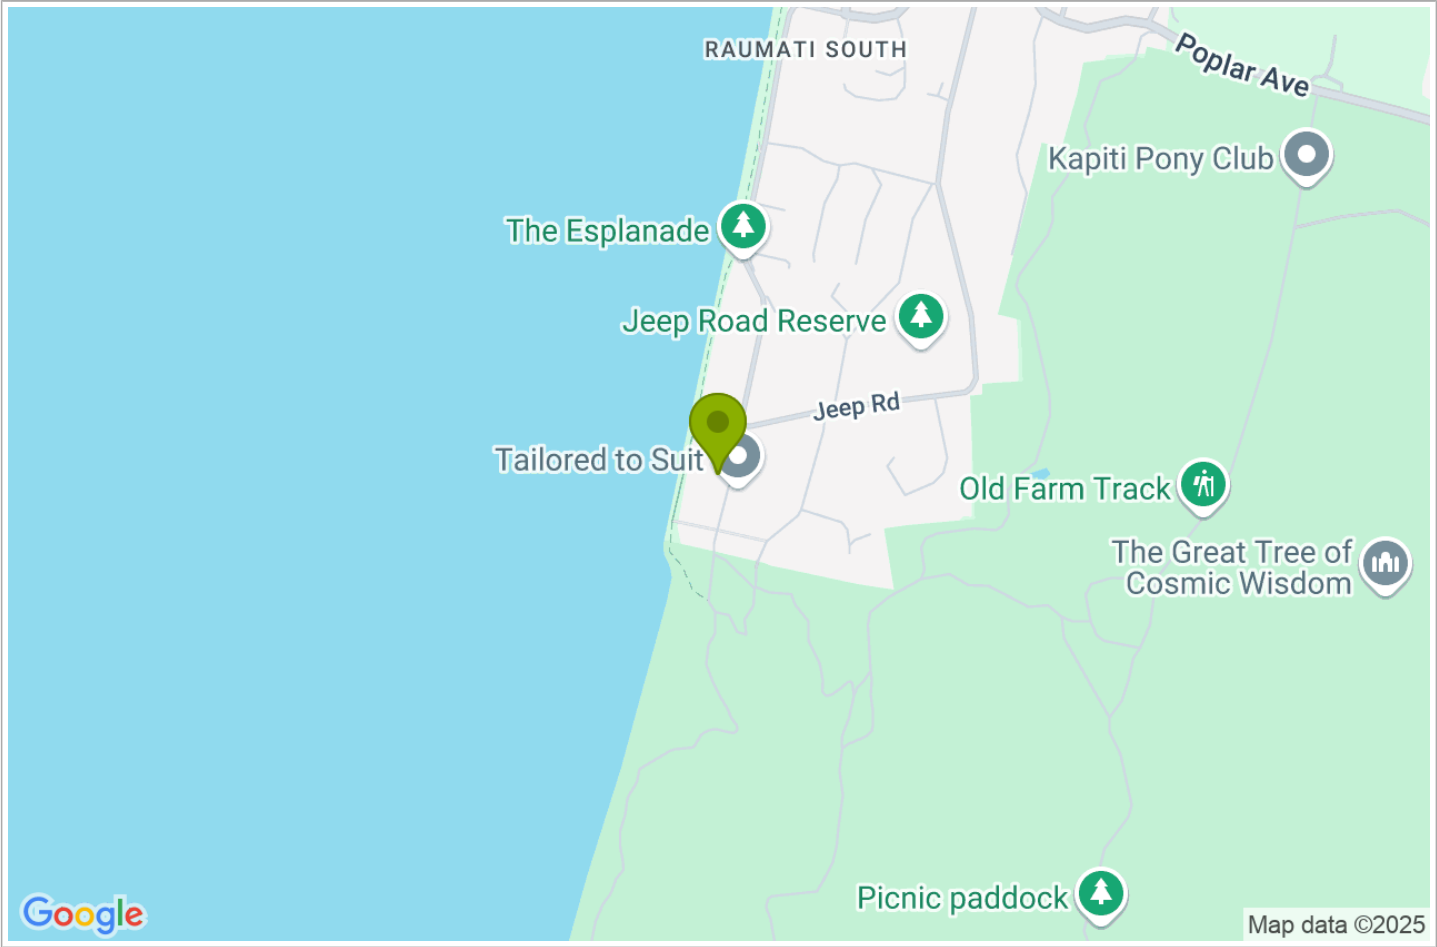 RAUMATI SOUTH
Poplar Ave
Kapiti Pony Club
The Esplanade
Jeep Road Reserve
Jeep Rd
Tailored to Suit
Old Farm Track
The Great Tree of
Cosmic Wisdom
Picnic paddock
Google
Map data ©2025